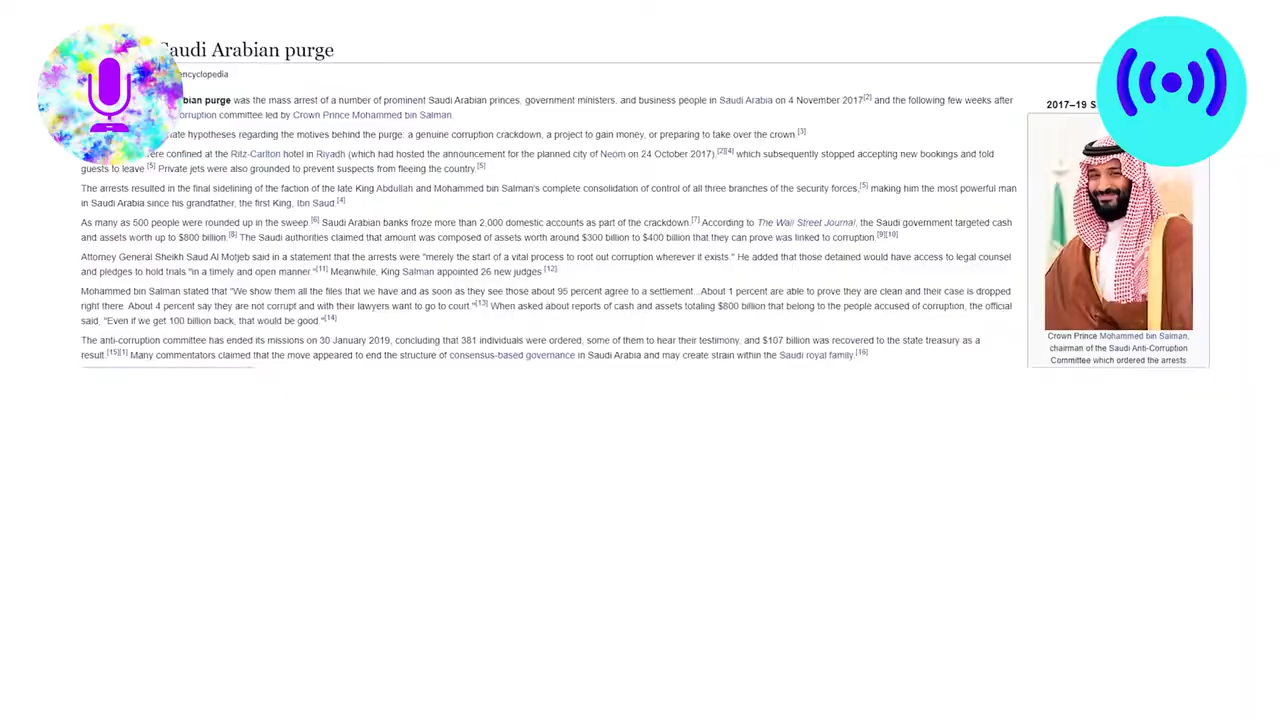 Saudi Arabian purge
encyclopedia
2017–19 S
bian purge was the mass arrest of a number of prominent Saudi Arabian princes, government ministers, and business people in Saudi Arabia on 4 November 2017[2] and the following few weeks after
orruption committee led by Crown Prince Mohammed bin Salman.
ate hypotheses regarding the motives behind the purge: a genuine corruption crackdown, a project to gain money, or preparing to take over the crown.[3]
ere confined at the Ritz-Carlton hotel in Riyadh (which had hosted the announcement for the planned city of Neom on 24 October 2017),[2][4] which subsequently stopped accepting new bookings and told
guests to leave.[5] Private jets were also grounded to prevent suspects from fleeing the country.[5]
The arrests resulted in the final sidelining of the faction of the late King Abdullah and Mohammed bin Salman's complete consolidation of control of all three branches of the security forces,[5] making him the most powerful man
in Saudi Arabia since his grandfather, the first King, Ibn Saud.[4]
As many as 500 people were rounded up in the sweep.[6] Saudi Arabian banks froze more than 2,000 domestic accounts as part of the crackdown.[7] According to The Wall Street Journal, the Saudi government targeted cash
and assets worth up to $800 billion.[8] The Saudi authorities claimed that amount was composed of assets worth around $300 billion to $400 billion that they can prove was linked to corruption.[9][10]
Attorney General Sheikh Saud Al Motjeb said in a statement that the arrests were "merely the start of a vital process to root out corruption wherever it exists." He added that those detained would have access to legal counsel
and pledges to hold trials "in a timely and open manner."[11] Meanwhile, King Salman appointed 26 new judges.[12]
Mohammed bin Salman stated that "We show them all the files that we have and as soon as they see those about 95 percent agree to a settlement...About 1 percent are able to prove they are clean and their case is dropped
right there. About 4 percent say they are not corrupt and with their lawyers want to go to court."[13] When asked about reports of cash and assets totaling $800 billion that belong to the people accused of corruption, the official
said, "Even if we get 100 billion back, that would be good."[14]
The anti-corruption committee has ended its missions on 30 January 2019, concluding that 381 individuals were ordered, some of them to hear their testimony, and $107 billion was recovered to the state treasury as a
result.[15][1] Many commentators claimed that the move appeared to end the structure of consensus-based governance in Saudi Arabia and may create strain within the Saudi royal family.[16]
Crown Prince Mohammed bin Salman,
chairman of the Saudi Anti-Corruption
Committee which ordered the arrests